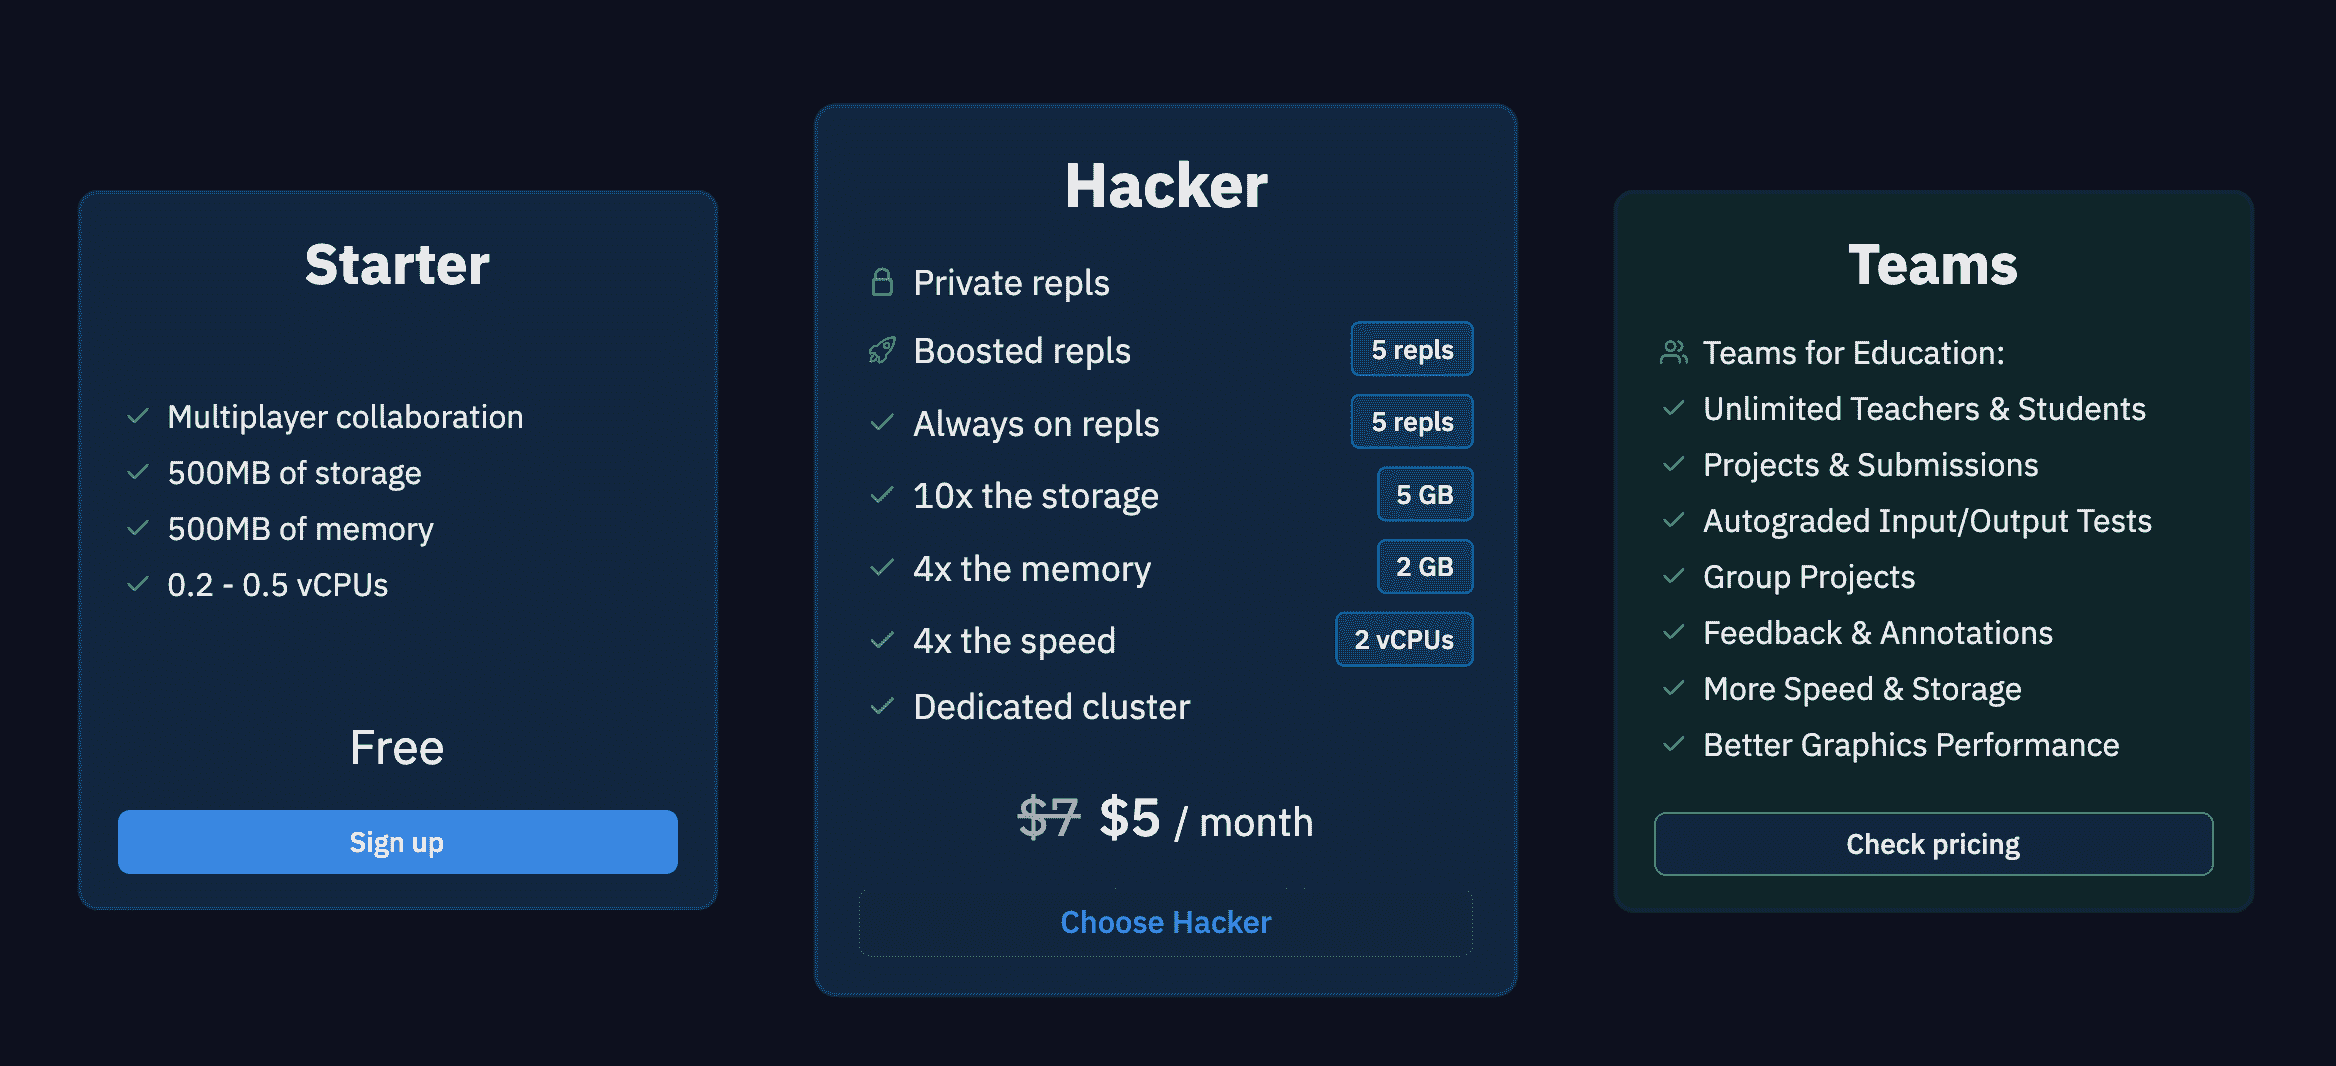 Starter
Multiplayer collaboration
500MB of storage
500MB of memory
0.2 - 0.5 vCPUs
Free
Sign up
Hacker
Private repls
Boosted repls 5 repls
Always on repls 5 repls
10x the storage 5 GB
4x the memory 2 GB
4x the speed 2 vCPUs
Dedicated cluster
$7 $5 / month
Choose Hacker
Teams
Teams for Education:
Unlimited Teachers & Students
Projects & Submissions
Autograded Input/Output Tests
Group Projects
Feedback & Annotations
More Speed & Storage
Better Graphics Performance
Check pricing